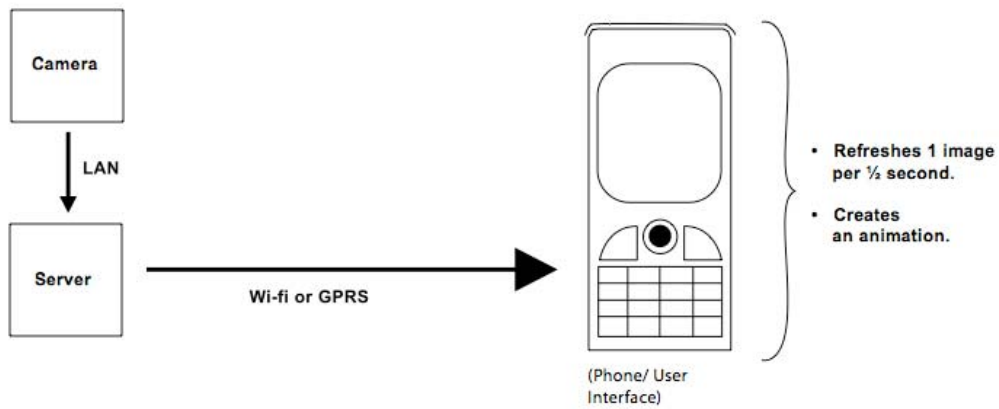 Camera
LAN
Server
Wi-fi or GPRS
• Refreshes 1 image
per ½ second.
• Creates
an animation.
(Phone/ User
Interface)